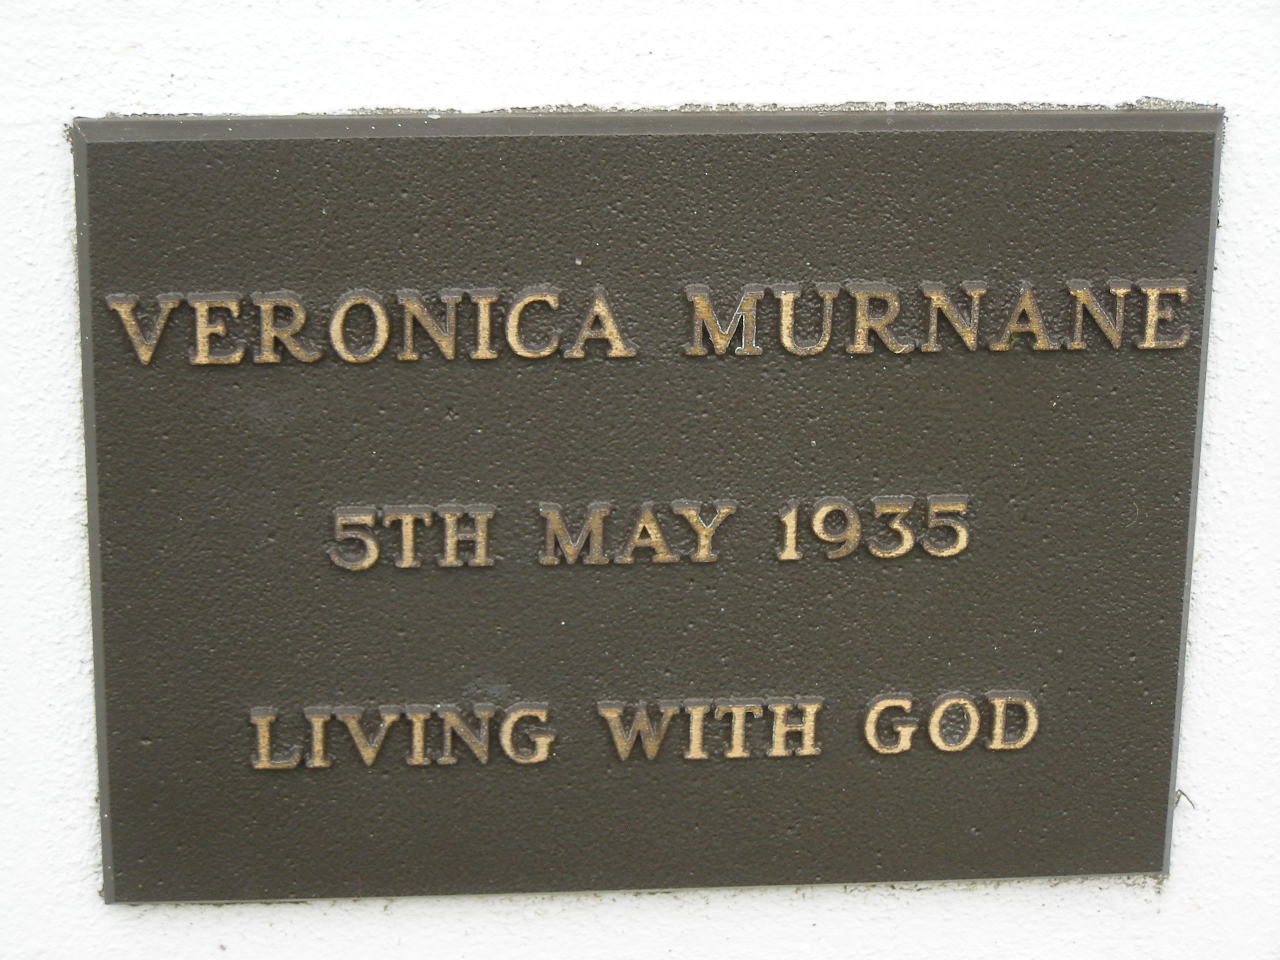 VERONICA MURNANE
5TH MAY 1935
LIVING WITH GOD